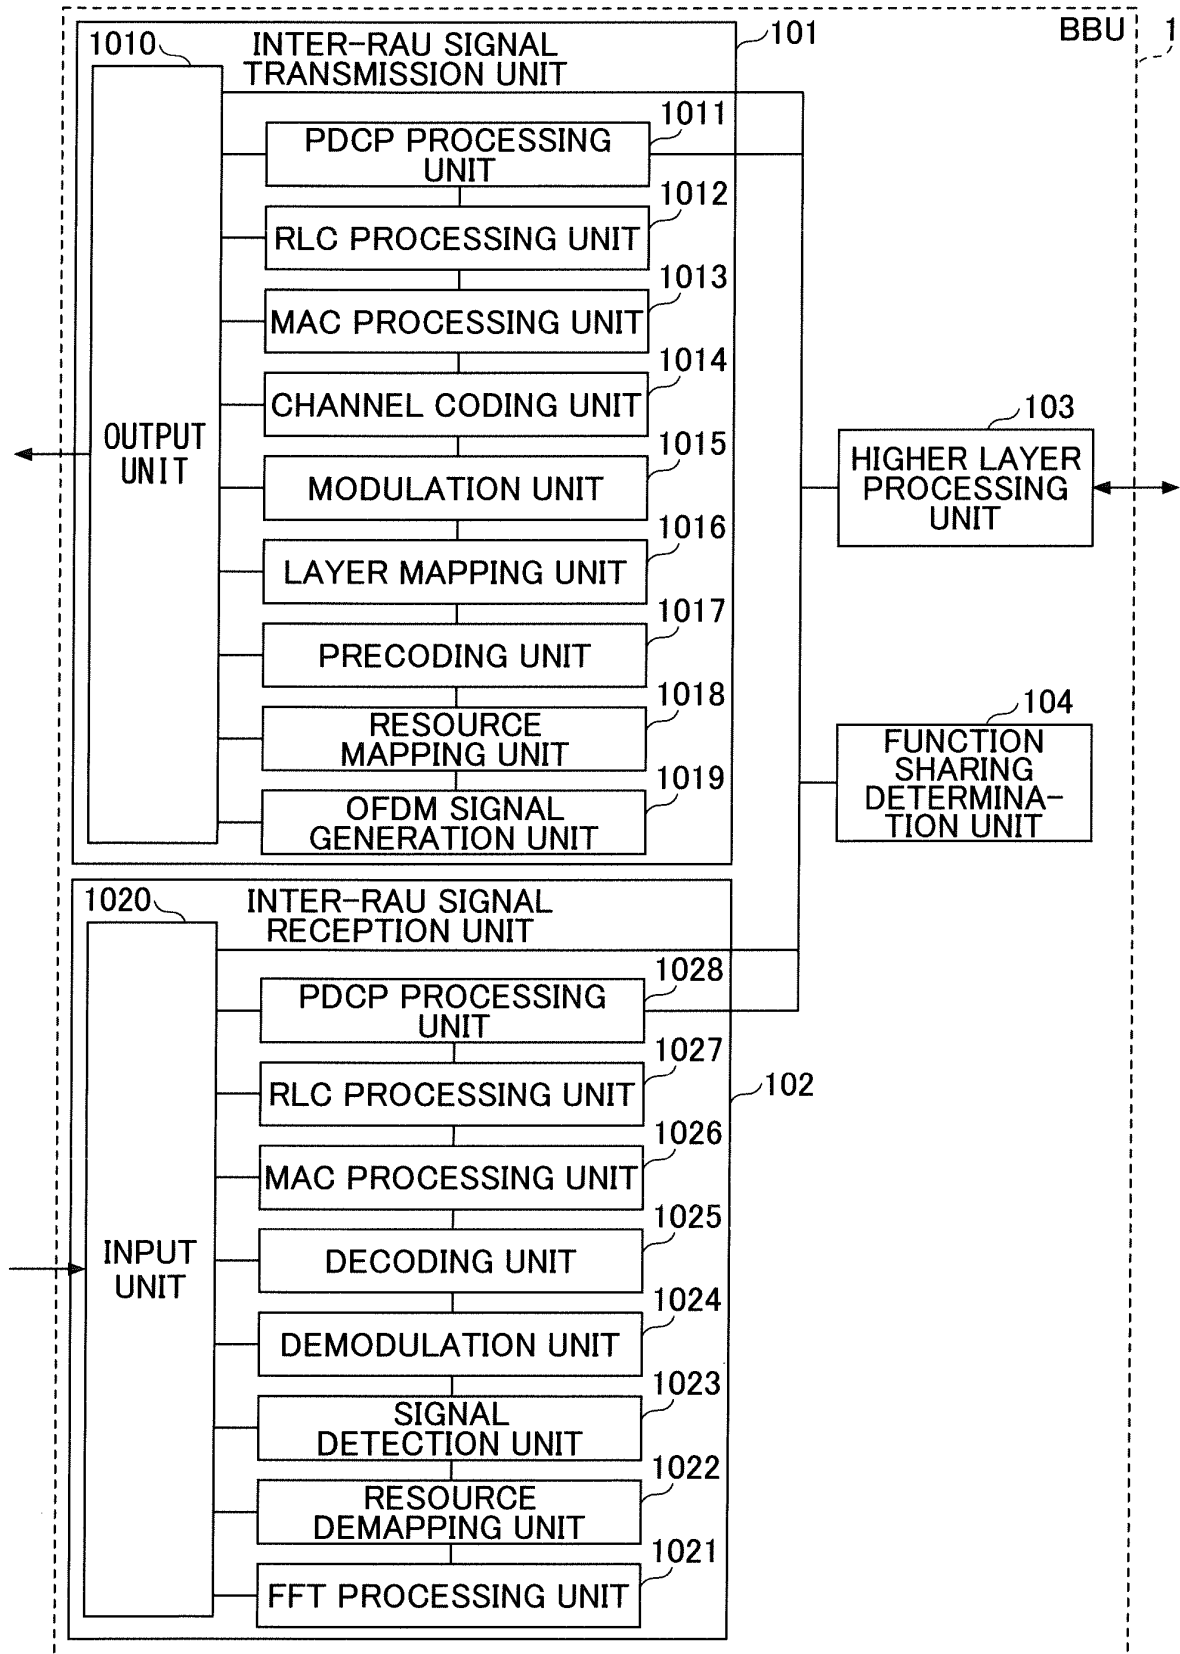 BBU
1
101
1010
INTER-RAU SIGNAL
TRANSMISSION UNIT
1011
PDCP PROCESSING
UNIT
1012
RLC PROCESSING UNIT
1013
MAC PROCESSING UNIT
1014
CHANNEL CODING UNIT
OUTPUT
UNIT
1015
MODULATION UNIT
1016
LAYER MAPPING UNIT
1017
PRECODING UNIT
1018
RESOURCE
MAPPING UNIT
1019
OFDM SIGNAL
GENERATION UNIT
103
HIGHER LAYER
PROCESSING
UNIT
104
FUNCTION
SHARING
DETERMINA-
TION UNIT
1020
INTER-RAU SIGNAL
RECEPTION UNIT
1028
PDCP PROCESSING
UNIT
1027
RLC PROCESSING UNIT
102
1026
MAC PROCESSING UNIT
1025
DECODING UNIT
INPUT
UNIT
1024
DEMODULATION UNIT
1023
SIGNAL
DETECTION UNIT
1022
RESOURCE
DEMAPPING UNIT
1021
FFT PROCESSING UNIT